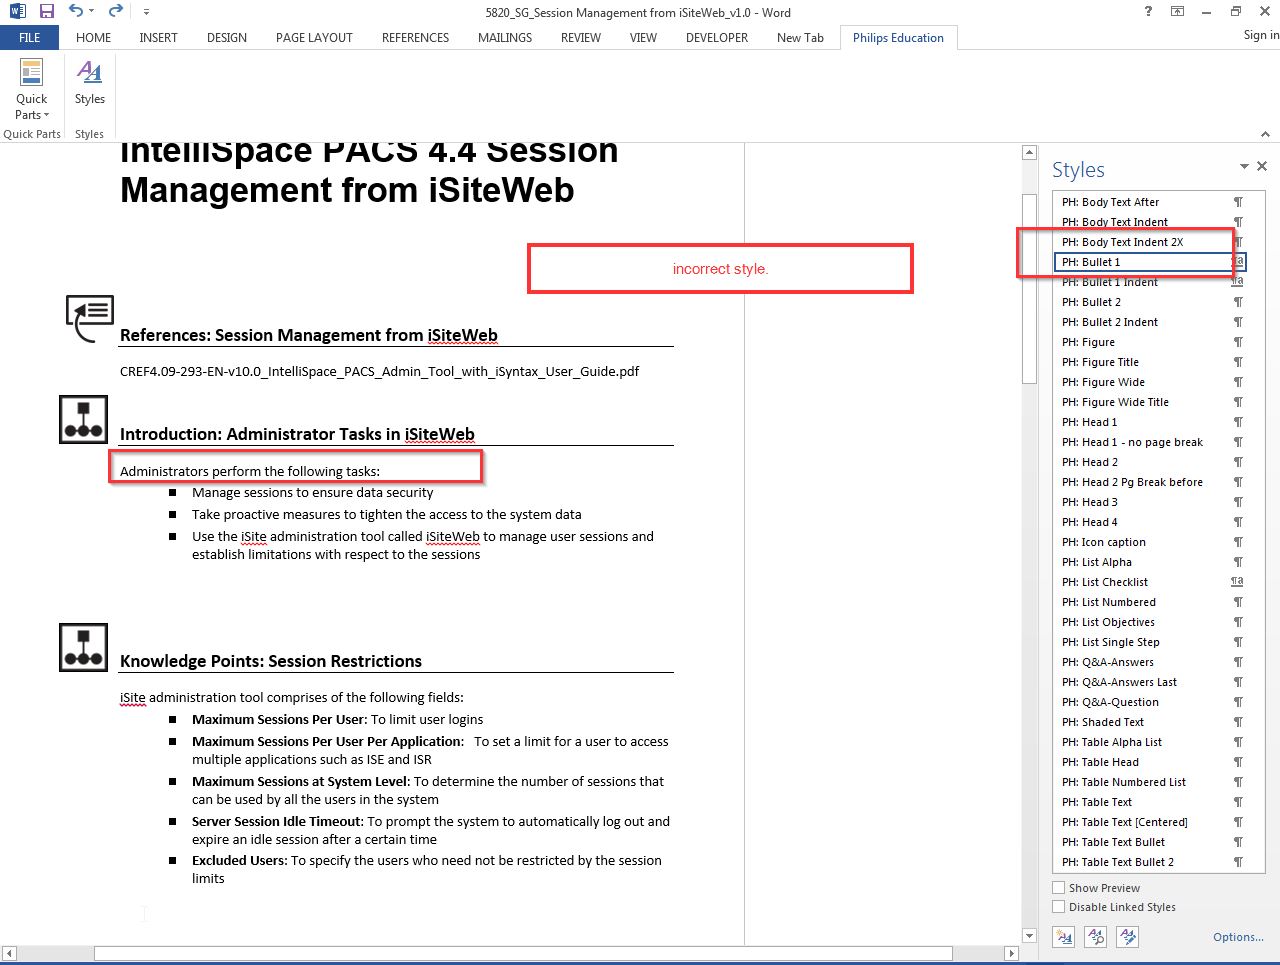 5820_SG_Session Management from iSiteWeb_v1.0 - Word
FILE HOME INSERT DESIGN PAGE LAYOUT REFERENCES MAILINGS REVIEW VIEW DEVELOPER New Tab Philips Education Sign in
Quick Parts
Styles
Quick Parts Styles
IntelliSpace PACS 4.4 Session
Management from iSiteWeb
incorrect style.
References: Session Management from iSiteWeb
CREF4.09-293-EN-v10.0_IntelliSpace_PACS_Admin_Tool_with_iSyntax_User_Guide.pdf
Introduction: Administrator Tasks in iSiteWeb
Administrators perform the following tasks:
■ Manage sessions to ensure data security
■ Take proactive measures to tighten the access to the system data
■ Use the iSite administration tool called iSiteWeb to manage user sessions and
establish limitations with respect to the sessions
Knowledge Points: Session Restrictions
iSite administration tool comprises of the following fields:
■ Maximum Sessions Per User: To limit user logins
■ Maximum Sessions Per User Per Application: To set a limit for a user to access
multiple applications such as ISE and ISR
■ Maximum Sessions at System Level: To determine the number of sessions that
can be used by all the users in the system
■ Server Session Idle Timeout: To prompt the system to automatically log out and
expire an idle session after a certain time
■ Excluded Users: To specify the users who need not be restricted by the session
limits
Styles
PH: Body Text After ¶
PH: Body Text Indent ¶
PH: Body Text Indent 2X ¶
PH: Bullet 1 ¶a
PH: Bullet 1 Indent ¶a
PH: Bullet 2 ¶
PH: Bullet 2 Indent ¶
PH: Figure ¶
PH: Figure Title ¶
PH: Figure Wide ¶
PH: Figure Wide Title ¶
PH: Head 1 ¶
PH: Head 1 - no page break ¶
PH: Head 2 ¶
PH: Head 2 Pg Break before ¶
PH: Head 3 ¶
PH: Head 4 ¶
PH: Icon caption ¶
PH: List Alpha ¶
PH: List Checklist ¶a
PH: List Numbered ¶
PH: List Objectives ¶
PH: List Single Step ¶
PH: Q&A-Answers ¶
PH: Q&A-Answers Last ¶
PH: Q&A-Question ¶
PH: Shaded Text ¶
PH: Table Alpha List ¶
PH: Table Head ¶
PH: Table Numbered List ¶
PH: Table Text ¶
PH: Table Text [Centered] ¶
PH: Table Text Bullet ¶
PH: Table Text Bullet 2 ¶
Show Preview
Disable Linked Styles
Options...